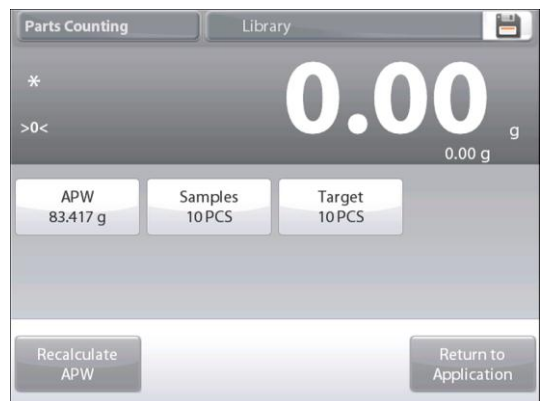 Parts Counting
Library
*
0.00
>0<
g
0.00 g
APW
83.417 g
Samples
10 PCS
Target
10 PCS
Recalculate
APW
Return to
Application